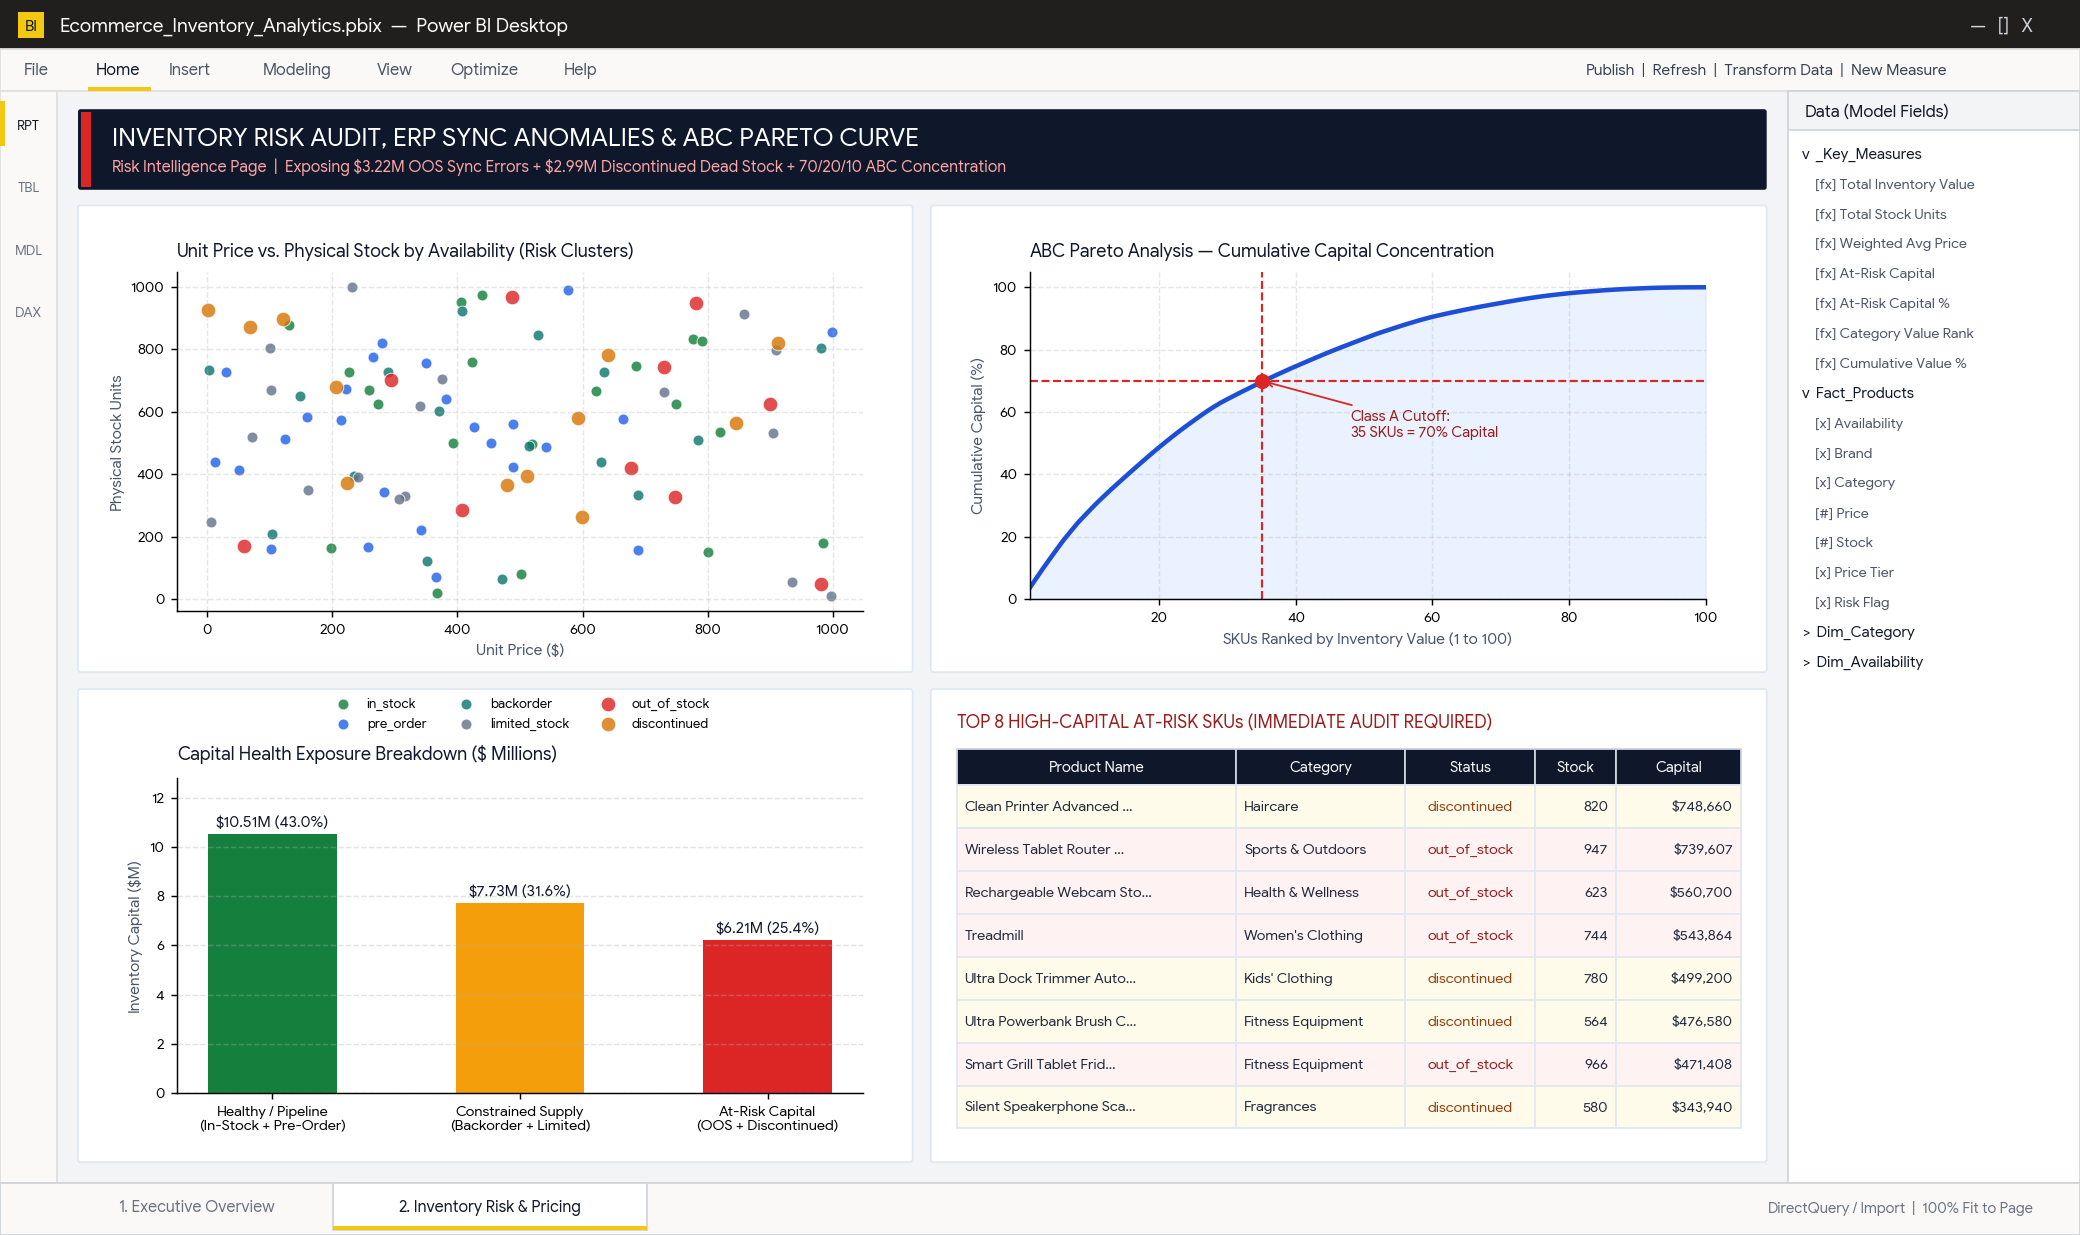 BI
Ecommerce_Inventory_Analytics.pbix — Power BI Desktop
— [] X
File Home Insert Modeling View Optimize Help
Publish | Refresh | Transform Data | New Measure
RPT
TBL
MDL
DAX
INVENTORY RISK AUDIT, ERP SYNC ANOMALIES & ABC PARETO CURVE
Risk Intelligence Page | Exposing $3.22M OOS Sync Errors + $2.99M Discontinued Dead Stock + 70/20/10 ABC Concentration
Unit Price vs. Physical Stock by Availability (Risk Clusters)
Physical Stock Units
1000
800
600
400
200
0
0 200 400 600 800 1000
Unit Price ($)
ABC Pareto Analysis — Cumulative Capital Concentration
Cumulative Capital (%)
100
80
60
40
20
0
Class A Cutoff:
35 SKUs = 70% Capital
20 40 60 80 100
SKUs Ranked by Inventory Value (1 to 100)
in_stock backorder out_of_stock
pre_order limited_stock discontinued
Capital Health Exposure Breakdown ($ Millions)
Inventory Capital ($M)
12
10
8
6
4
2
0
$10.51M (43.0%)
$7.73M (31.6%)
$6.21M (25.4%)
Healthy / Pipeline
(In-Stock + Pre-Order)
Constrained Supply
(Backorder + Limited)
At-Risk Capital
(OOS + Discontinued)
TOP 8 HIGH-CAPITAL AT-RISK SKUs (IMMEDIATE AUDIT REQUIRED)
Product Name Category Status Stock Capital
Clean Printer Advanced ... Haircare discontinued 820 $748,660
Wireless Tablet Router ... Sports & Outdoors out_of_stock 947 $739,607
Rechargeable Webcam Sto... Health & Wellness out_of_stock 623 $560,700
Treadmill Women's Clothing out_of_stock 744 $543,864
Ultra Dock Trimmer Auto... Kids' Clothing discontinued 780 $499,200
Ultra Powerbank Brush C... Fitness Equipment discontinued 564 $476,580
Smart Grill Tablet Frid... Fitness Equipment out_of_stock 966 $471,408
Silent Speakerphone Sca... Fragrances discontinued 580 $343,940
Data (Model Fields)
v _Key_Measures
[fx] Total Inventory Value
[fx] Total Stock Units
[fx] Weighted Avg Price
[fx] At-Risk Capital
[fx] At-Risk Capital %
[fx] Category Value Rank
[fx] Cumulative Value %
v Fact_Products
[x] Availability
[x] Brand
[x] Category
[#] Price
[#] Stock
[x] Price Tier
[x] Risk Flag
> Dim_Category
> Dim_Availability
1. Executive Overview
2. Inventory Risk & Pricing
DirectQuery / Import | 100% Fit to Page